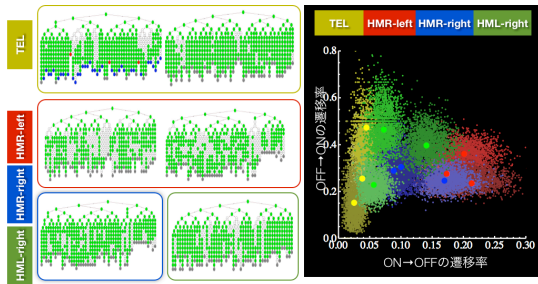 TEL
HMR-left
HMR-right
HML-right
TEL HMR-left HMR-right HML-right
0.8
0.6
0.4
0.2
0.0
OFF→ONの遷移率
0.00 0.05 0.10 0.15 0.20 0.25 0.30
ON→OFFの遷移率